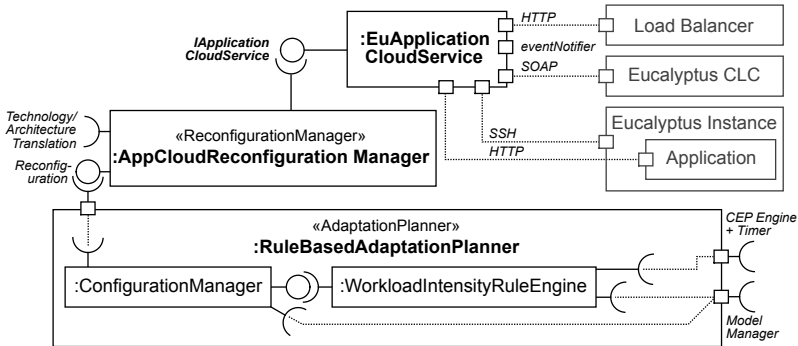 HTTP
Load Balancer
IApplication
CloudService
:EuApplication
CloudService
eventNotifier
SOAP
Eucalyptus CLC
Technology/
Architecture
Translation
«ReconfigurationManager»
:AppCloudReconfiguration Manager
SSH
HTTP
Eucalyptus Instance
Application
Reconfig-
uration
«AdaptationPlanner»
:RuleBasedAdaptationPlanner
CEP Engine
+ Timer
:ConfigurationManager
:WorkloadIntensityRuleEngine
Model
Manager